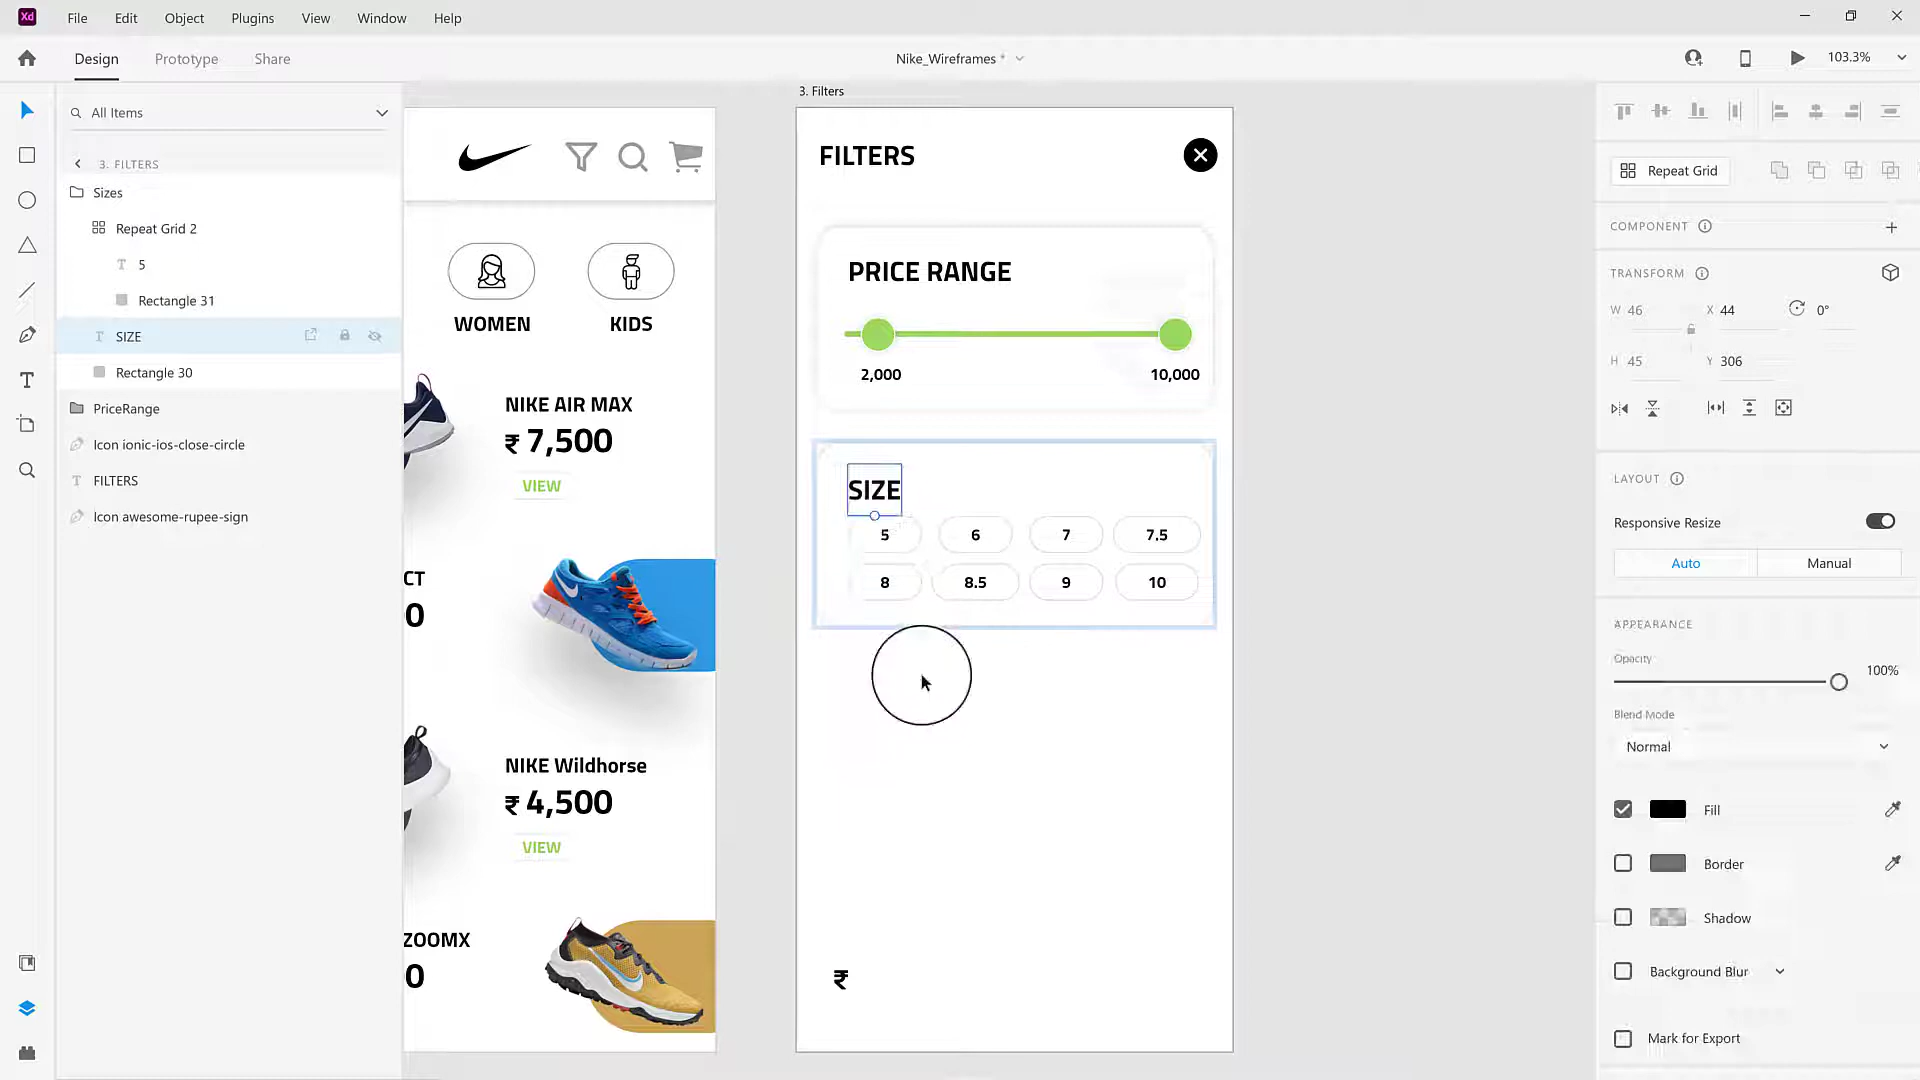 Xd File Edit Object Plugins View Window Help
Design Prototype Share
Nike_Wireframes *
103.3%
All Items
3. FILTERS
Sizes
Repeat Grid 2
5
Rectangle 31
SIZE
Rectangle 30
PriceRange
Icon ionic-ios-close-circle
FILTERS
Icon awesome-rupee-sign
WOMEN KIDS
NIKE AIR MAX
₹ 7,500
VIEW
CT
0
NIKE Wildhorse
₹ 4,500
VIEW
ZOOMX
0
3. Filters
FILTERS
PRICE RANGE
2,000 10,000
SIZE
5 6 7 7.5
8 8.5 9 10
₹
Repeat Grid
COMPONENT
TRANSFORM
W 46 X 44 0°
H 45 Y 306
LAYOUT
Responsive Resize
Auto Manual
APPEARANCE
Opacity
100%
Blend Mode
Normal
Fill
Border
Shadow
Background Blur
Mark for Export